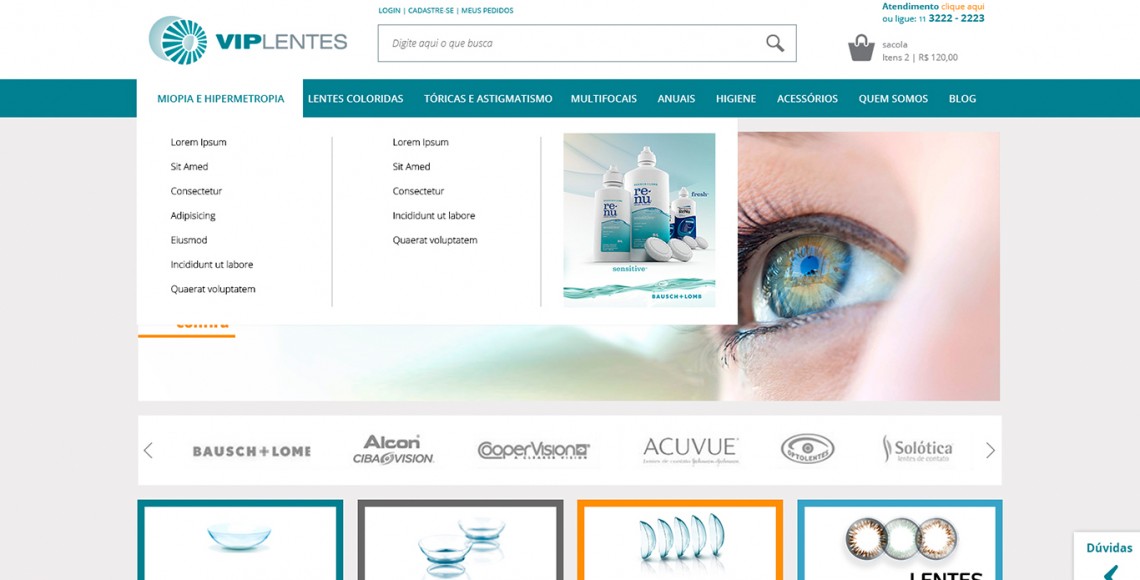 LOGIN | CADASTRE-SE | MEUS PEDIDOS
Atendimento clique aqui
ou ligue: 11 3222 - 2223
VIPLENTES
Digite aqui o que busca
sacola
Itens 2 | R$ 120,00
MIOPIA E HIPERMETROPIA LENTES COLORIDAS TÓRICAS E ASTIGMATISMO MULTIFOCAIS ANUAIS HIGIENE ACESSÓRIOS QUEM SOMOS BLOG
Lorem Ipsum
Sit Amed
Consectetur
Adipisicing
Eiusmod
Incididunt ut labore
Quaerat voluptatem
Lorem Ipsum
Sit Amed
Consectetur
Incididunt ut labore
Quaerat voluptatem
re-
nu
re-
nu
fresh
sensitive
BAUSCH+LOMB
confira
BAUSCH+LOMB
Alcon
CIBA VISION
CooperVision
ACUVUE
OPTOLENTES
Solótica
lentes de contato
LENTES
Dúvidas